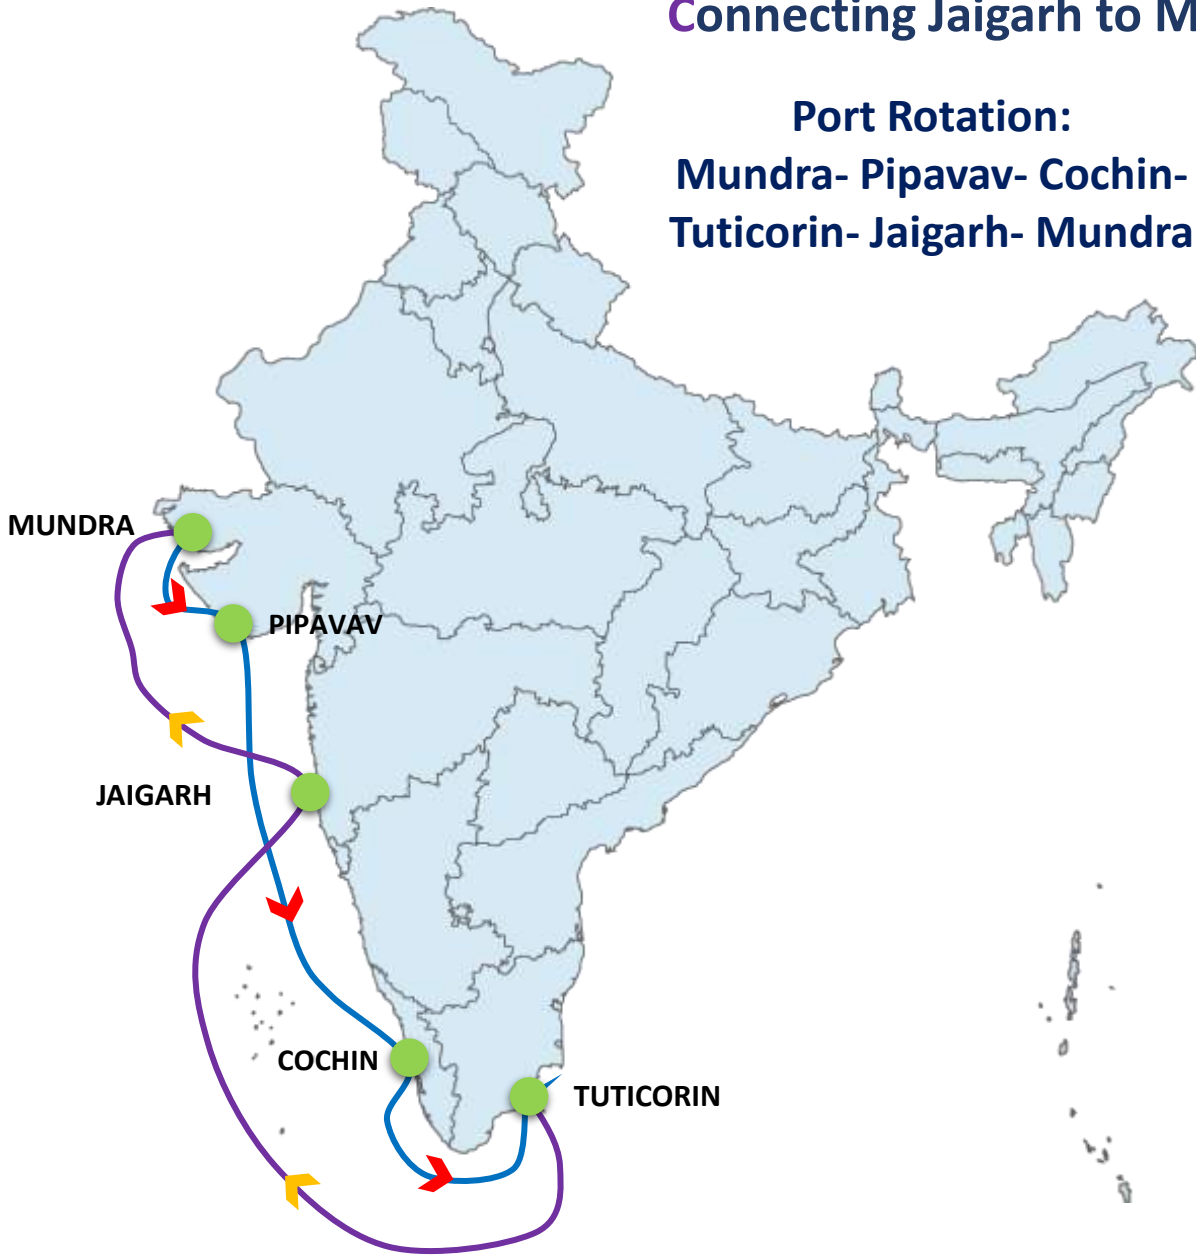 Connecting Jaigarh to M
Port Rotation:
Mundra- Pipavav- Cochin-
Tuticorin- Jaigarh- Mundra
MUNDRA
PIPAVAV
JAIGARH
COCHIN
TUTICORIN